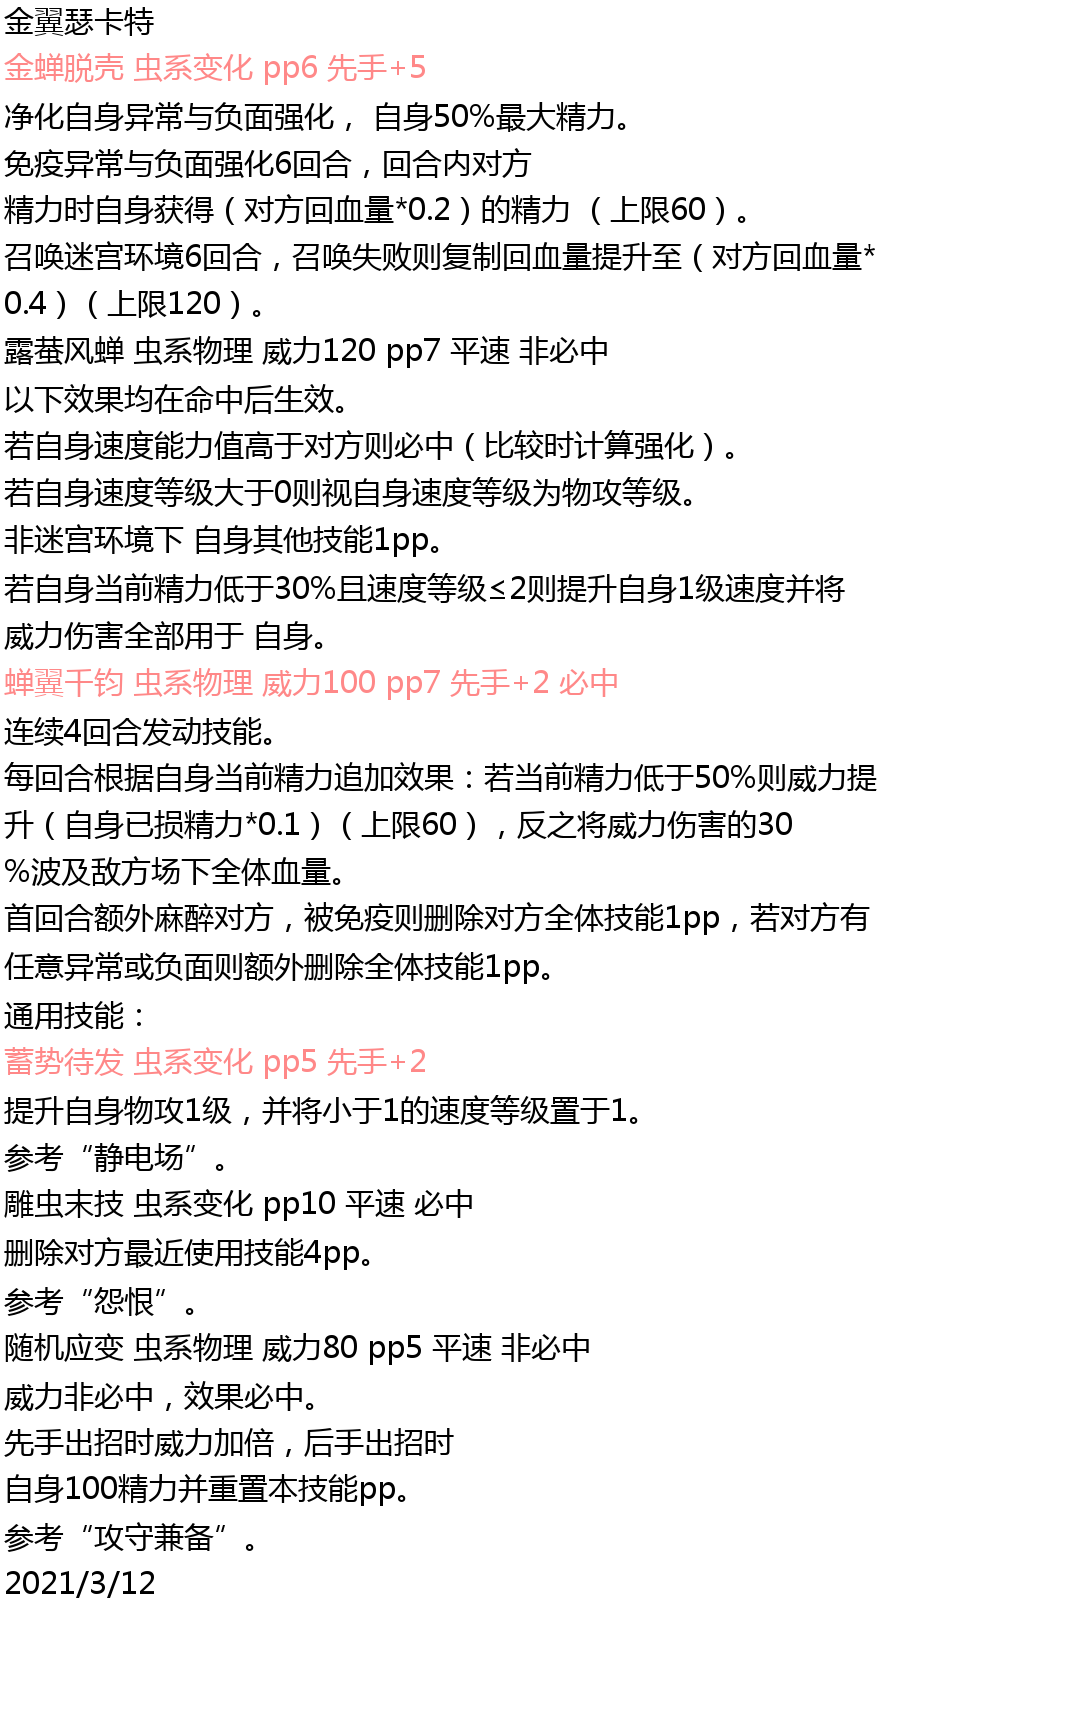 金翼瑟卡特
金蝉脱壳 虫系变化 pp6 先手+5
净化自身异常与负面强化， 自身50%最大精力。
免疫异常与负面强化6回合，回合内对方
精力时自身获得（对方回血量*0.2）的精力 （上限60）。
召唤迷宫环境6回合，召唤失败则复制回血量提升至（对方回血量*
0.4）（上限120）。
露蛬风蝉 虫系物理 威力120 pp7 平速 非必中
以下效果均在命中后生效。
若自身速度能力值高于对方则必中（比较时计算强化）。
若自身速度等级大于0则视自身速度等级为物攻等级。
非迷宫环境下 自身其他技能1pp。
若自身当前精力低于30%且速度等级≤2则提升自身1级速度并将
威力伤害全部用于 自身。
蝉翼千钧 虫系物理 威力100 pp7 先手+2 必中
连续4回合发动技能。
每回合根据自身当前精力追加效果：若当前精力低于50%则威力提
升（自身已损精力*0.1）（上限60），反之将威力伤害的30
%波及敌方场下全体血量。
首回合额外麻醉对方，被免疫则删除对方全体技能1pp，若对方有
任意异常或负面则额外删除全体技能1pp。
通用技能：
蓄势待发 虫系变化 pp5 先手+2
提升自身物攻1级，并将小于1的速度等级置于1。
参考“静电场”。
雕虫末技 虫系变化 pp10 平速 必中
删除对方最近使用技能4pp。
参考“怨恨”。
随机应变 虫系物理 威力80 pp5 平速 非必中
威力非必中，效果必中。
先手出招时威力加倍，后手出招时
自身100精力并重置本技能pp。
参考“攻守兼备”。
2021/3/12